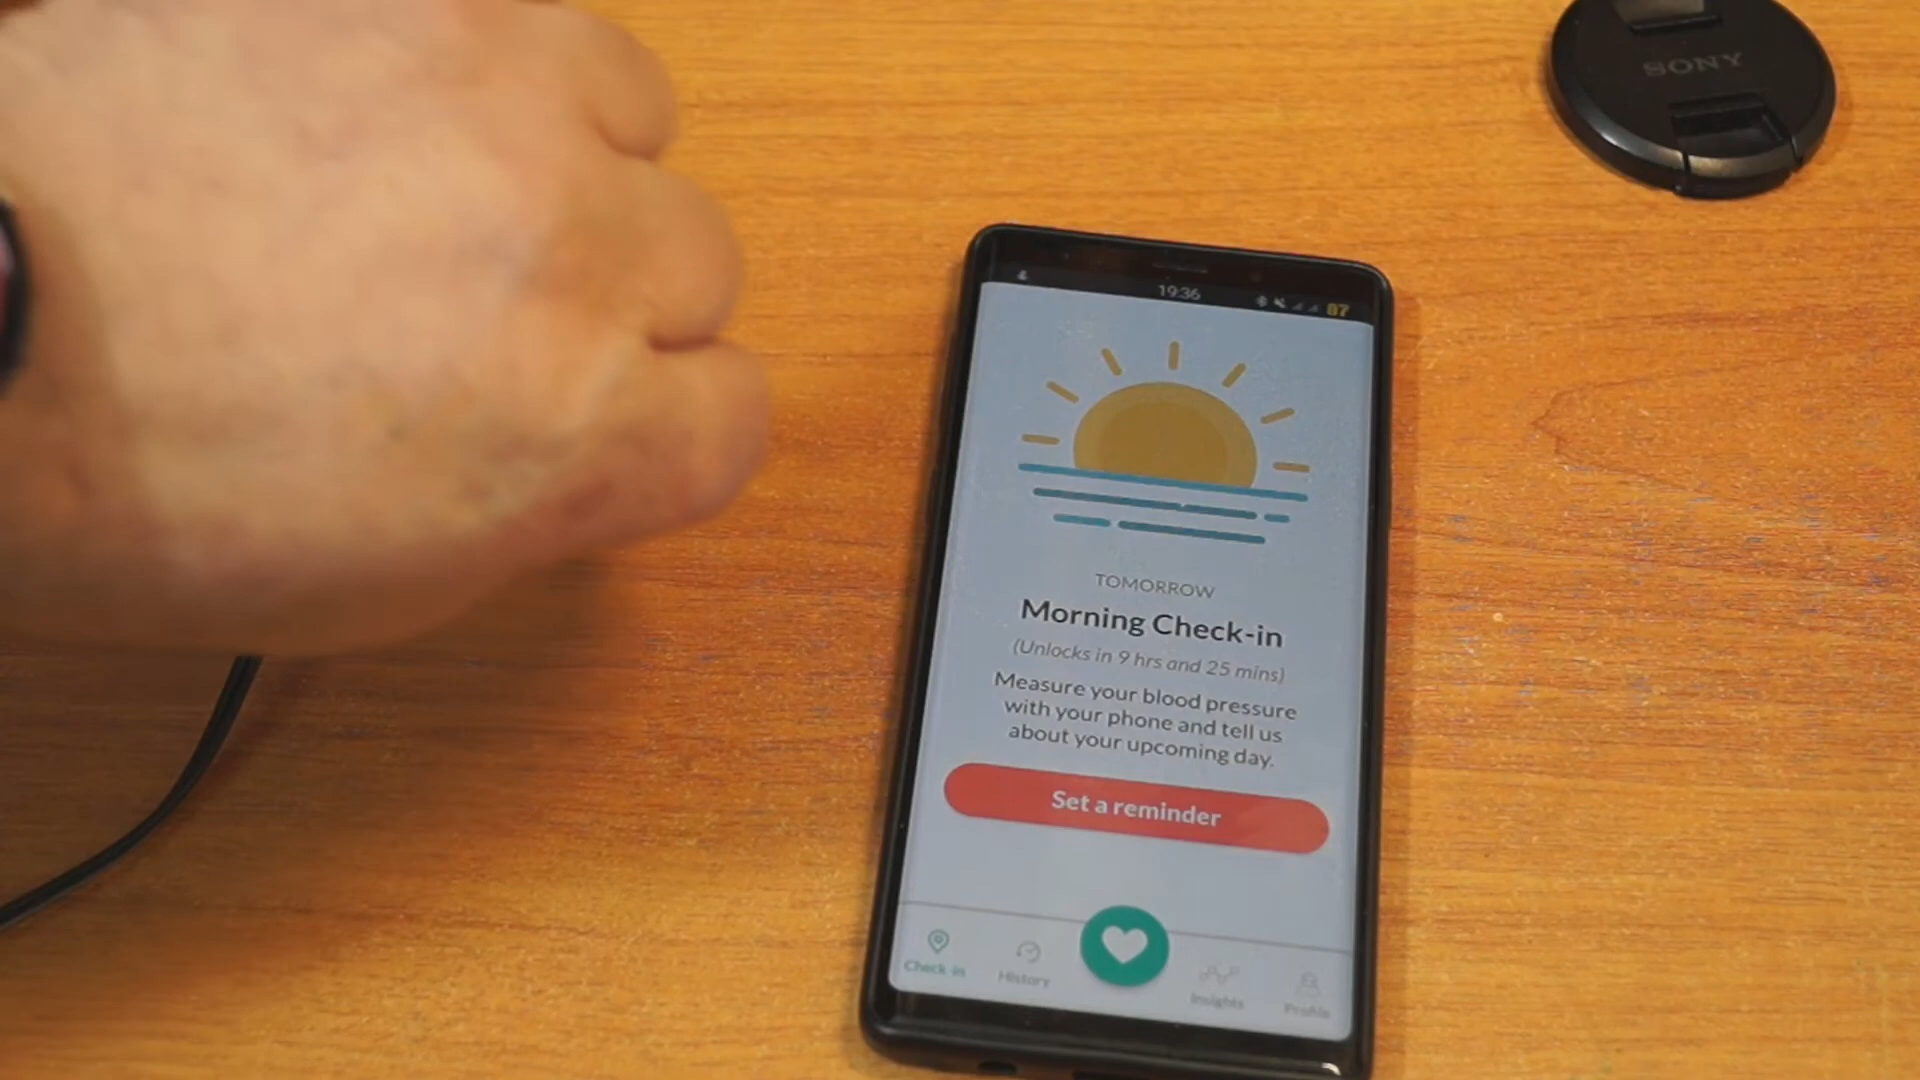 SONY
19:36
87
TOMORROW
Morning Check-in
(Unlocks in 9 hrs and 25 mins)
Measure your blood pressure
with your phone and tell us
about your upcoming day.
Set a reminder
Check-in
History
Insights
Profile